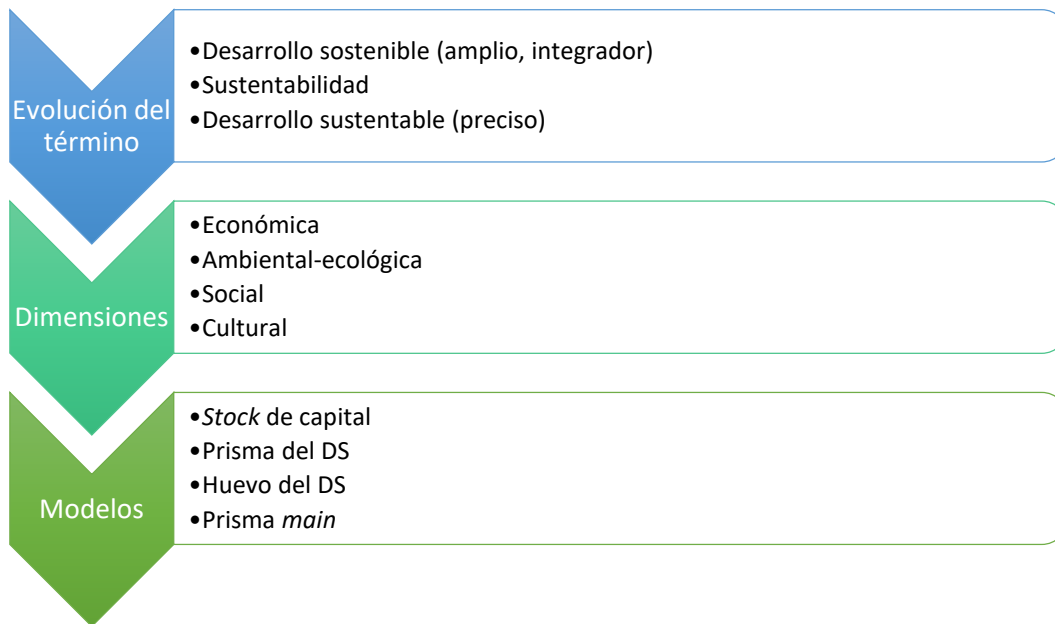 Evolución del
término
•Desarrollo sostenible (amplio, integrador)
•Sustentabilidad
•Desarrollo sustentable (preciso)
Dimensiones
•Económica
•Ambiental-ecológica
•Social
•Cultural
Modelos
•Stock de capital
•Prisma del DS
•Huevo del DS
•Prisma main